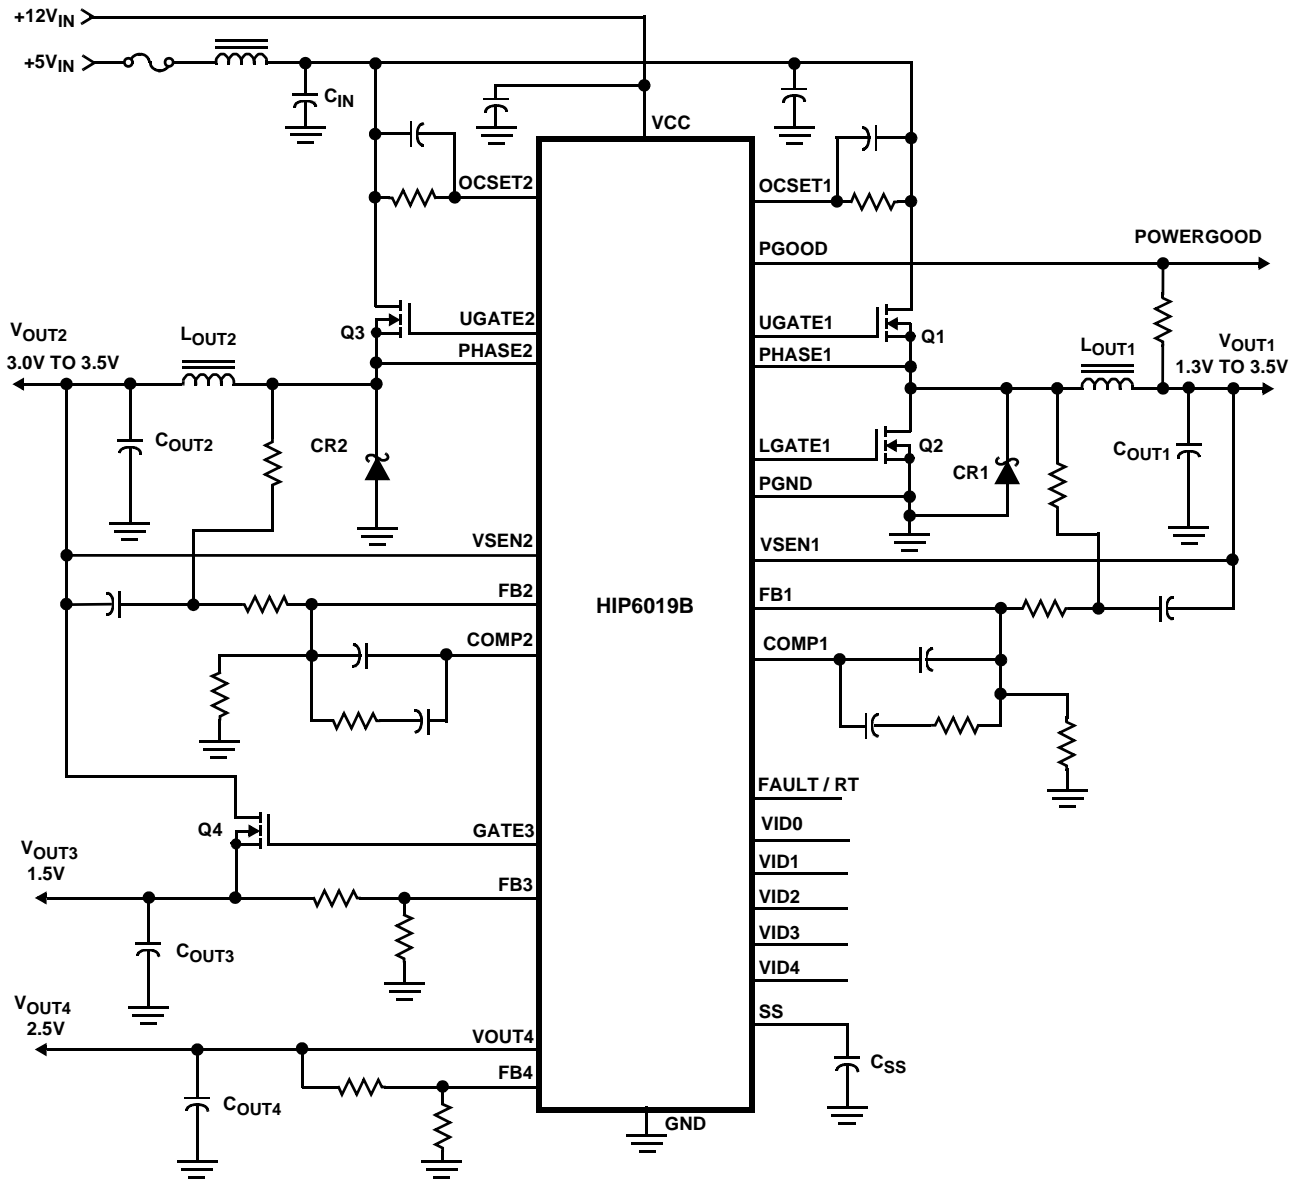 +12VIN
+5VIN
CIN
VCC
OCSET2
OCSET1
PGOOD
POWERGOOD
UGATE2
Q3
PHASE2
UGATE1
Q1
PHASE1
VOUT2
3.0V TO 3.5V
LOUT2
LOUT1
VOUT1
1.3V TO 3.5V
COUT2
CR2
LGATE1
Q2
PGND
CR1
COUT1
VSEN2
VSEN1
FB2
HIP6019B
FB1
COMP2
COMP1
FAULT / RT
VID0
VID1
VID2
VID3
VID4
SS
CSS
Q4
GATE3
VOUT3
1.5V
FB3
COUT3
VOUT4
2.5V
VOUT4
FB4
COUT4
GND